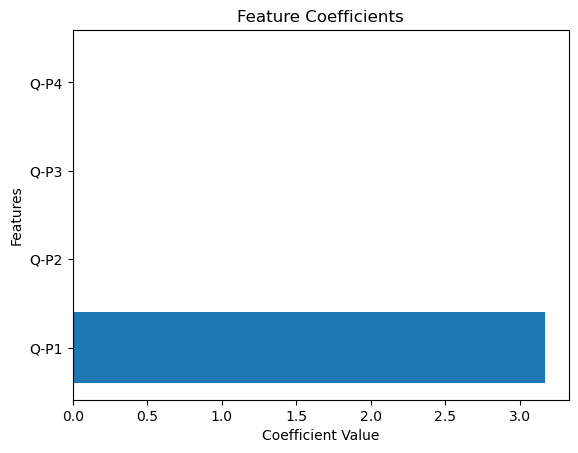 Feature Coefficients
Q-P4
Q-P3
Q-P2
Q-P1
Features
0.0 0.5 1.0 1.5 2.0 2.5 3.0
Coefficient Value